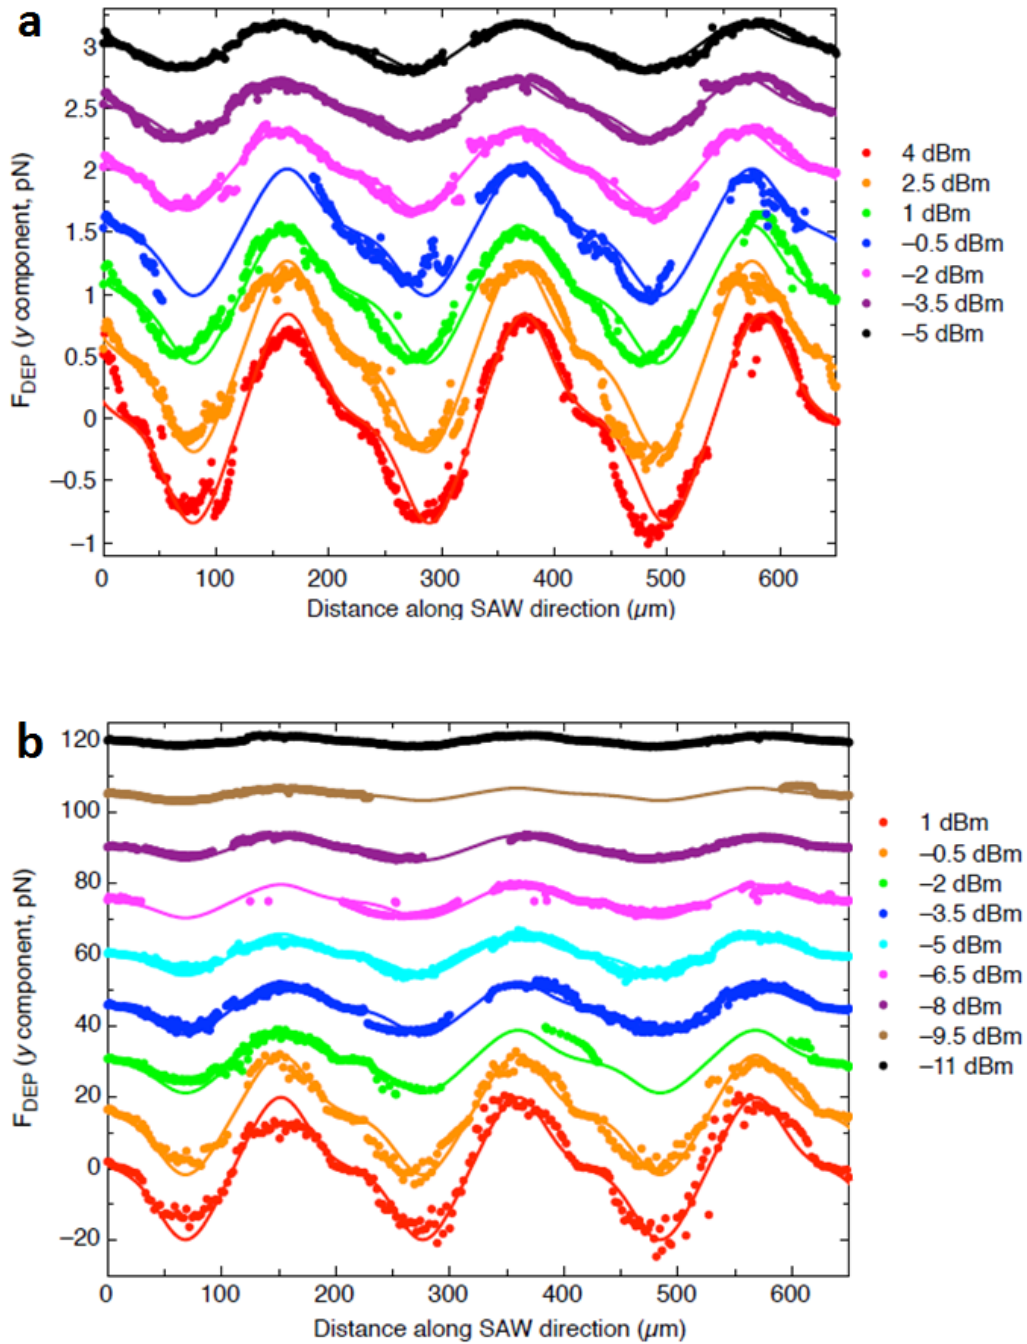 a
3
2.5
2
1.5
1
0.5
0
−0.5
−1
F_DEP (y component, pN)
0 100 200 300 400 500 600
Distance along SAW direction (µm)
4 dBm
2.5 dBm
1 dBm
−0.5 dBm
−2 dBm
−3.5 dBm
−5 dBm
b
120
100
80
60
40
20
0
−20
F_DEP (y component, pN)
0 100 200 300 400 500 600
Distance along SAW direction (µm)
1 dBm
−0.5 dBm
−2 dBm
−3.5 dBm
−5 dBm
−6.5 dBm
−8 dBm
−9.5 dBm
−11 dBm